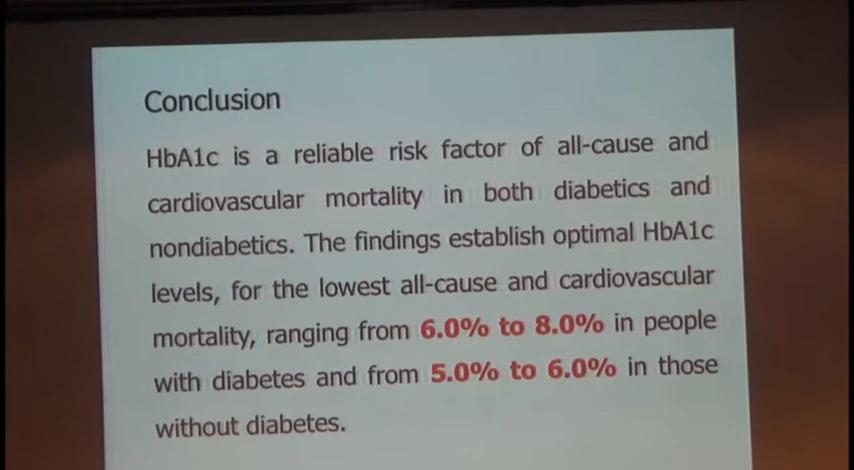 Conclusion
HbA1c is a reliable risk factor of all-cause and
cardiovascular mortality in both diabetics and
nondiabetics. The findings establish optimal HbA1c
levels, for the lowest all-cause and cardiovascular
mortality, ranging from 6.0% to 8.0% in people
with diabetes and from 5.0% to 6.0% in those
without diabetes.